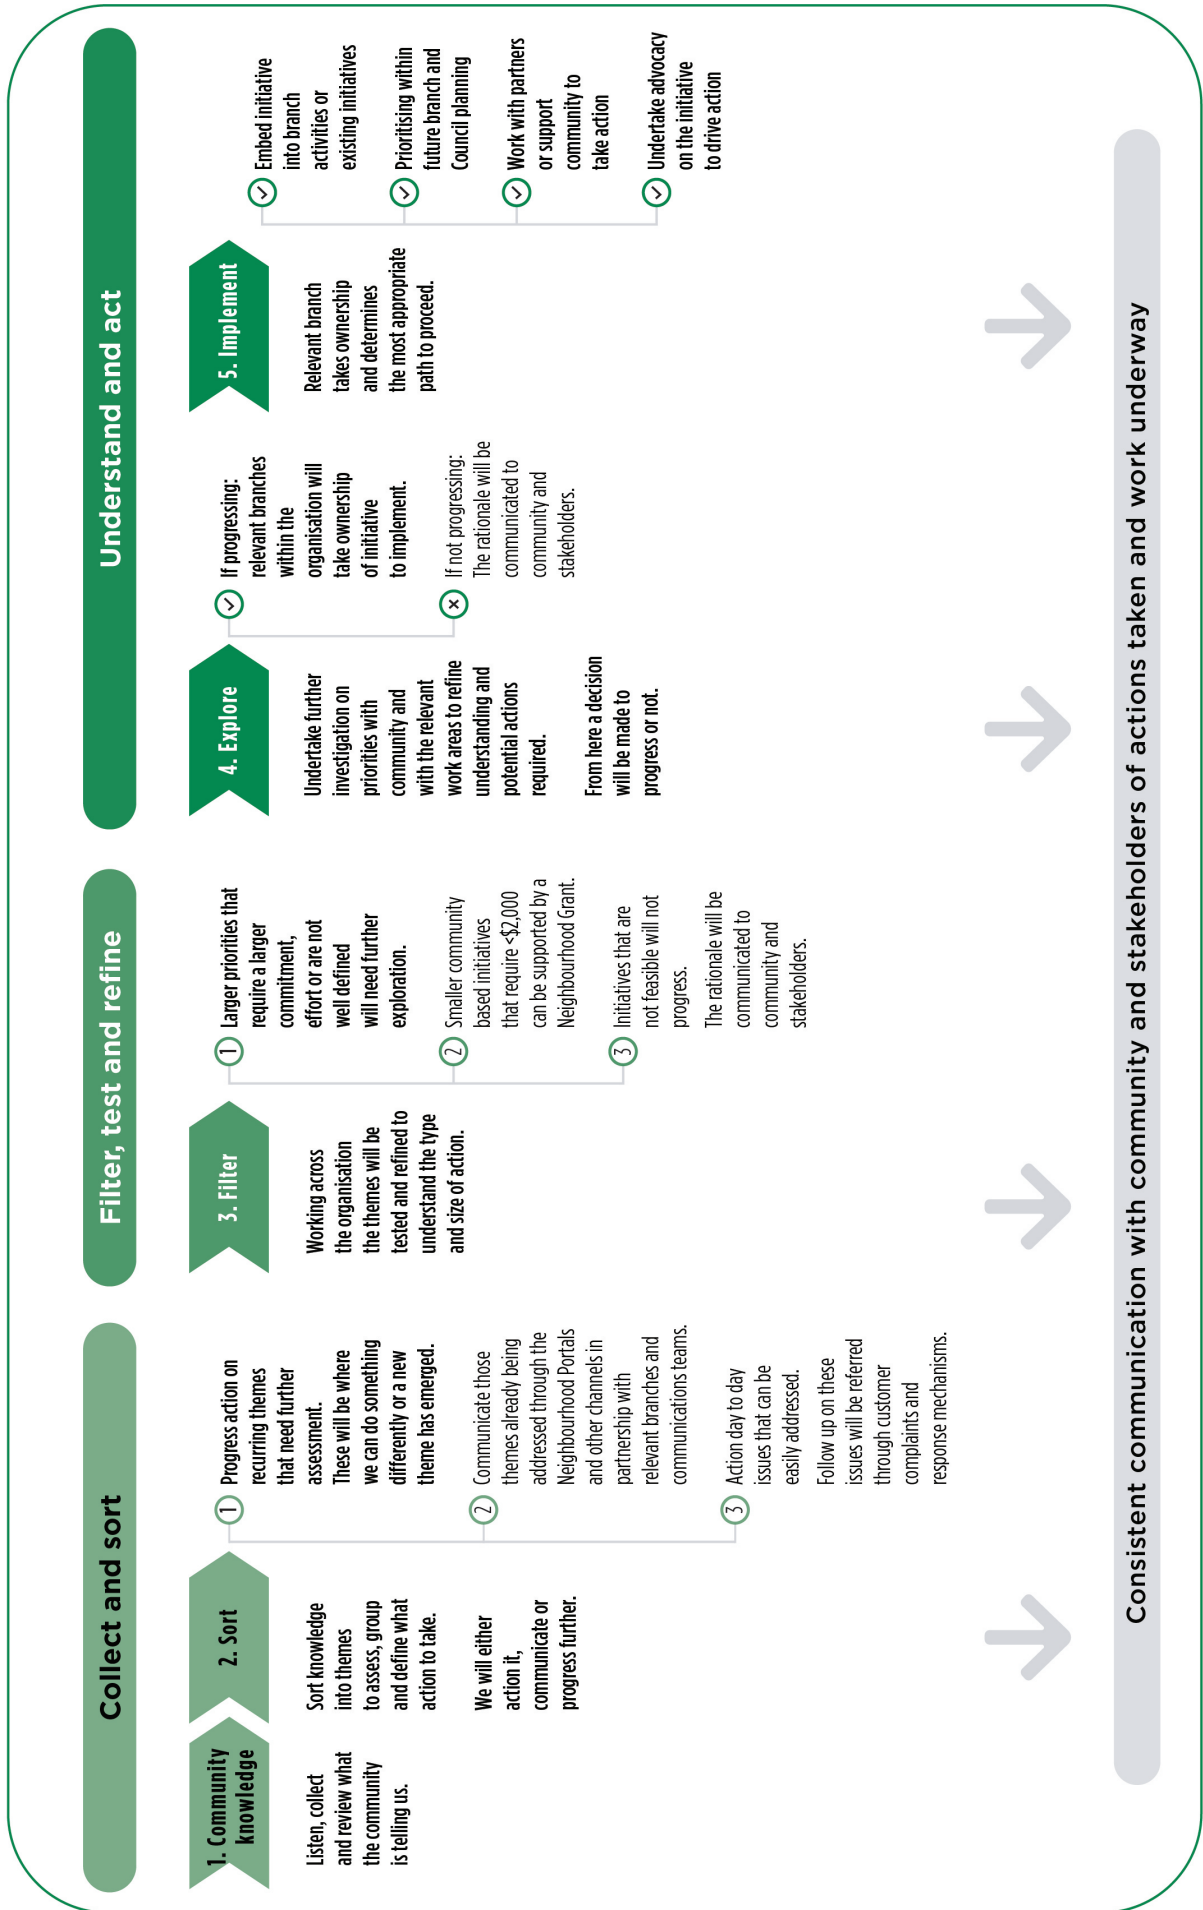 Collect and sort
1. Community
knowledge
Listen, collect
and review what
the community
is telling us.
2. Sort
Sort knowledge
into themes
to assess, group
and define what
action to take.
We will either
action it,
communicate or
progress further.
1
Progress action on
recurring themes
that need further
assessment.
These will be where
we can do something
differently or a new
theme has emerged.
2
Communicate those
themes already being
addressed through the
Neighbourhood Portals
and other channels in
partnership with
relevant branches and
communications teams.
3
Action day to day
issues that can be
easily addressed.
Follow up on these
issues will be referred
through customer
complaints and
response mechanisms.
Filter, test and refine
3. Filter
Working across
the organisation
the themes will be
tested and refined to
understand the type
and size of action.
1
Larger priorities that
require a larger
commitment,
effort or are not
well defined
will need further
exploration.
2
Smaller community
based initiatives
that require <$2,000
can be supported by a
Neighbourhood Grant.
3
Initiatives that are
not feasible will not
progress.
The rationale will be
communicated to
community and
stakeholders.
Understand and act
4. Explore
Undertake further
investigation on
priorities with
community and
with the relevant
work areas to refine
understanding and
potential actions
required.
From here a decision
will be made to
progress or not.
If progressing:
relevant branches
within the
organisation will
take ownership
of initiative
to implement.
If not progressing:
The rationale will be
communicated to
community and
stakeholders.
5. Implement
Relevant branch
takes ownership
and determines
the most appropriate
path to proceed.
Embed initiative
into branch
activities or
existing initiatives
Prioritising within
future branch and
Council planning
Work with partners
or support
community to
take action
Undertake advocacy
on the initiative
to drive action
Consistent communication with community and stakeholders of actions taken and work underway